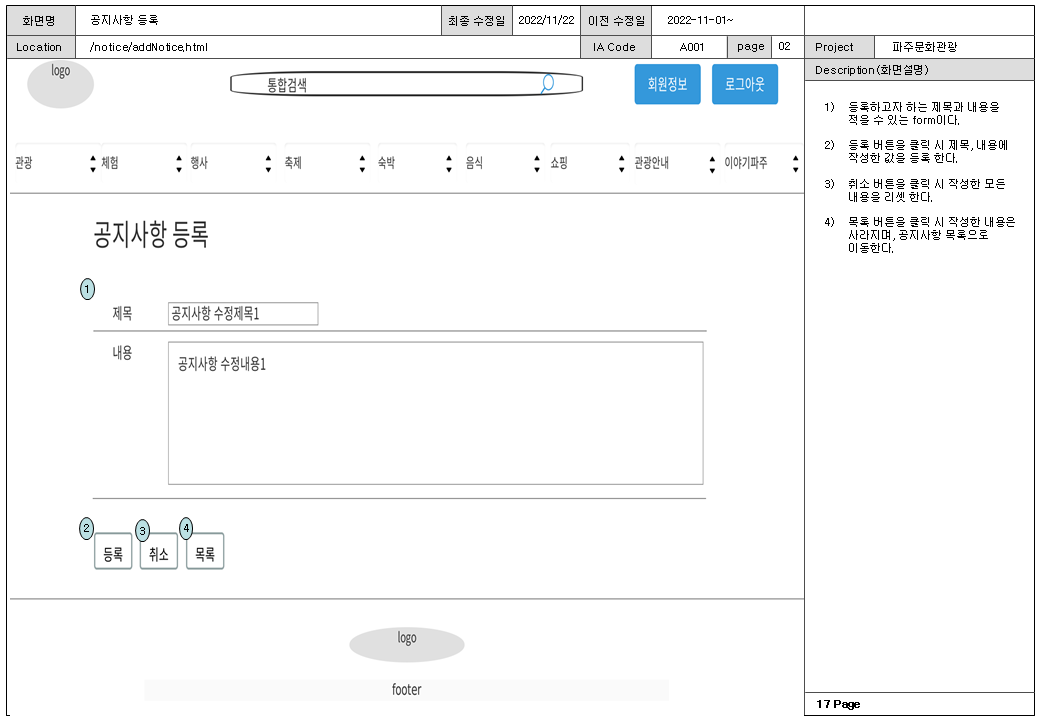 화면명 공지사항 등록 최종 수정일 2022/11/22 이전 수정일 2022-11-01~
Location /notice/addNotice,html IA Code A001 page 02 Project 파주문화관광
logo
통합검색
회원정보 로그아웃
관광 체험 행사 축제 숙박 음식 쇼핑 관광안내 이야기파주
공지사항 등록
1
제목 공지사항 수정제목1
내용 공지사항 수정내용1
2 3 4
등록 취소 목록
logo
footer
Description(화면설명)
1) 등록하고자 하는 제목과 내용을
적을 수 있는 form이다.
2) 등록 버튼을 클릭 시 제목, 내용에
작성한 값을 등록 한다.
3) 취소 버튼을 클릭 시 작성한 모든
내용을 리셋 한다.
4) 목록 버튼을 클릭 시 작성한 내용은
사라지며, 공지사항 목록으로
이동한다.
17 Page